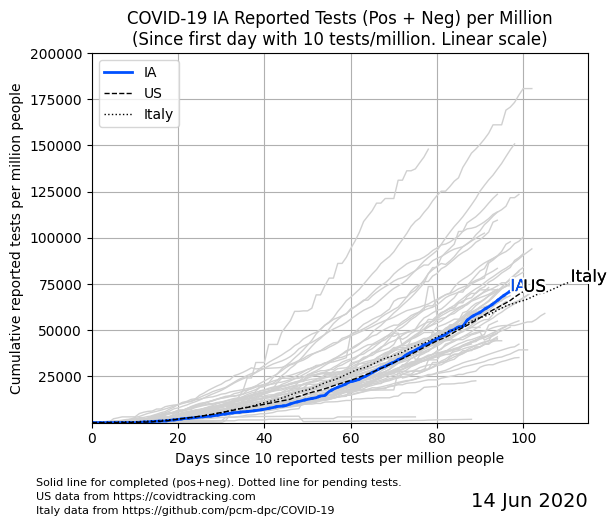 COVID-19 IA Reported Tests (Pos + Neg) per Million
(Since first day with 10 tests/million. Linear scale)
Cumulative reported tests per million people
200000
175000
150000
125000
100000
75000
50000
25000
IA
US
Italy
IA
US
Italy
0
20
40
60
80
100
Days since 10 reported tests per million people
Solid line for completed (pos+neg). Dotted line for pending tests.
US data from https://covidtracking.com
Italy data from https://github.com/pcm-dpc/COVID-19
14 Jun 2020